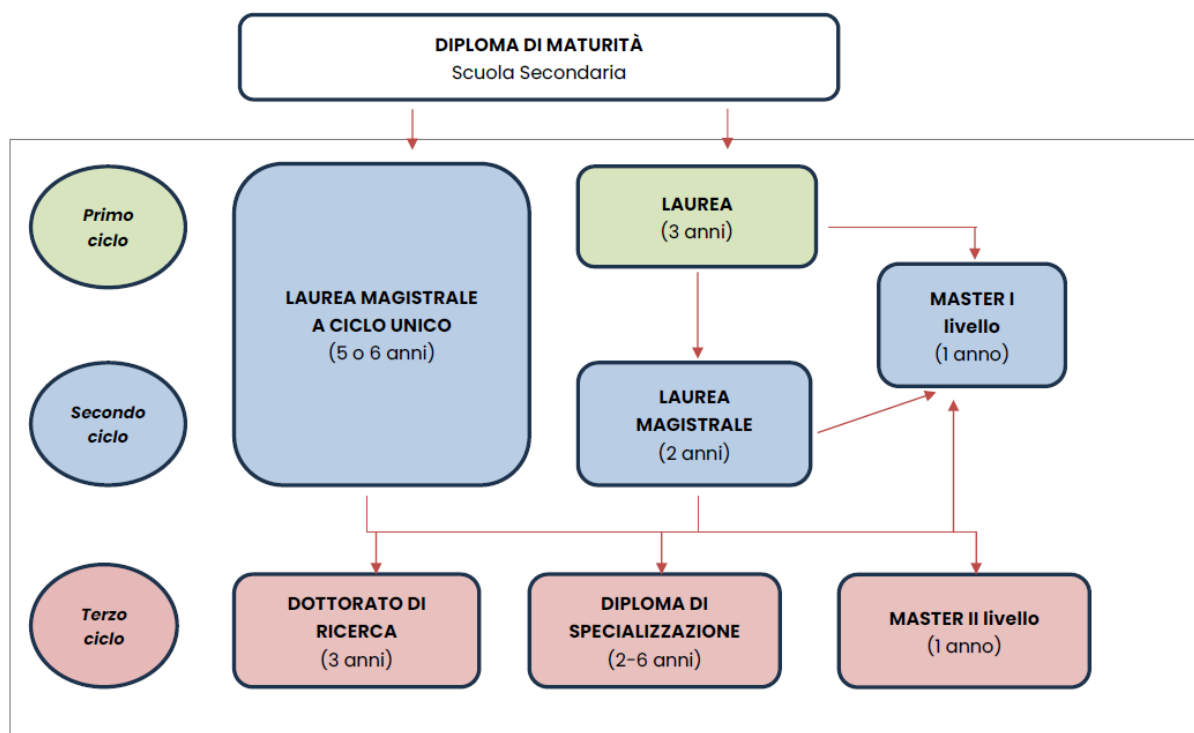 DIPLOMA DI MATURITÀ
Scuola Secondaria
Primo
ciclo
LAUREA MAGISTRALE
A CICLO UNICO
(5 o 6 anni)
LAUREA
(3 anni)
MASTER I
livello
(1 anno)
Secondo
ciclo
LAUREA
MAGISTRALE
(2 anni)
Terzo
ciclo
DOTTORATO DI
RICERCA
(3 anni)
DIPLOMA DI
SPECIALIZZAZIONE
(2-6 anni)
MASTER II livello
(1 anno)